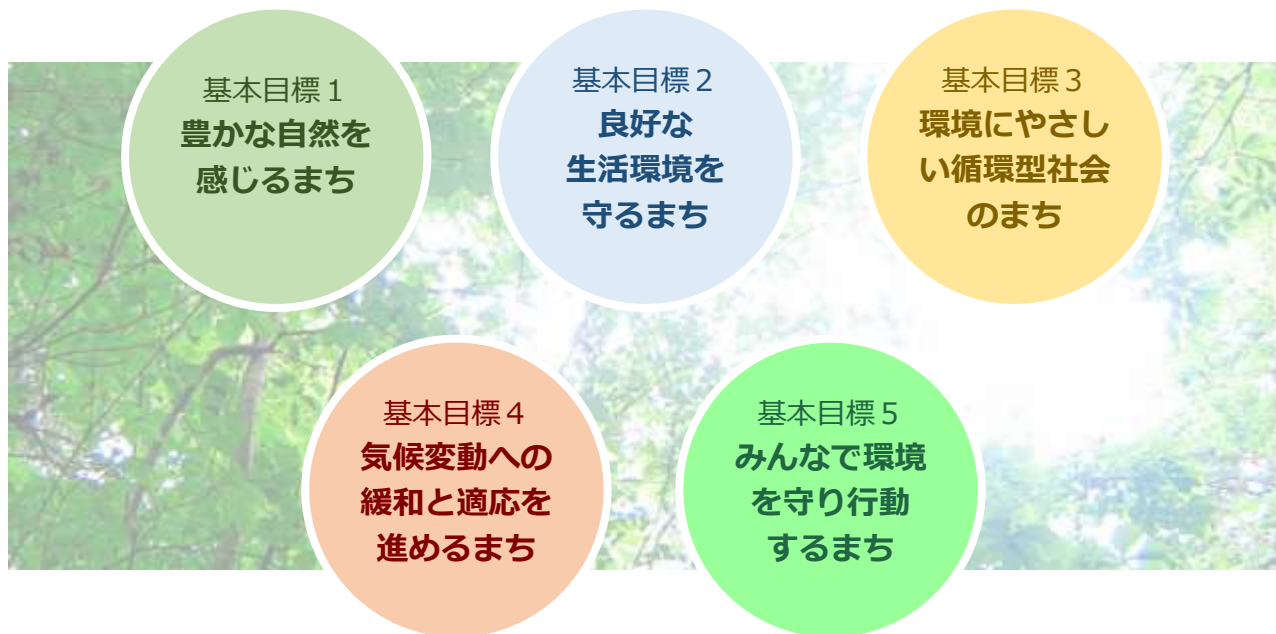 基本目標１
豊かな自然を
感じるまち
基本目標２
良好な
生活環境を
守るまち
基本目標３
環境にやさし
い循環型社会
のまち
基本目標４
気候変動への
緩和と適応を
進めるまち
基本目標５
みんなで環境
を守り行動
するまち